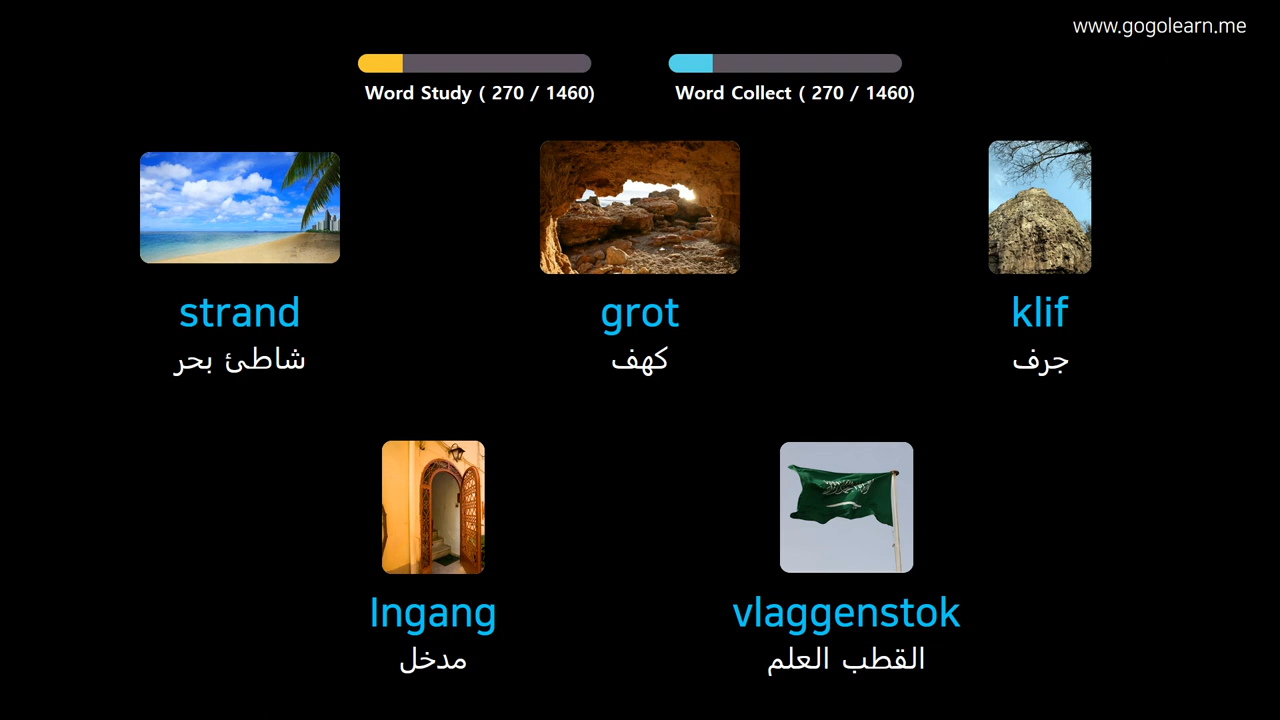 www.gogolearn.me
Word Study ( 270 / 1460)
Word Collect ( 270 / 1460)
strand
grot
klif
شاطئ بحر
كهف
جرف
Ingang
vlaggenstok
مدخل
القطب العلم